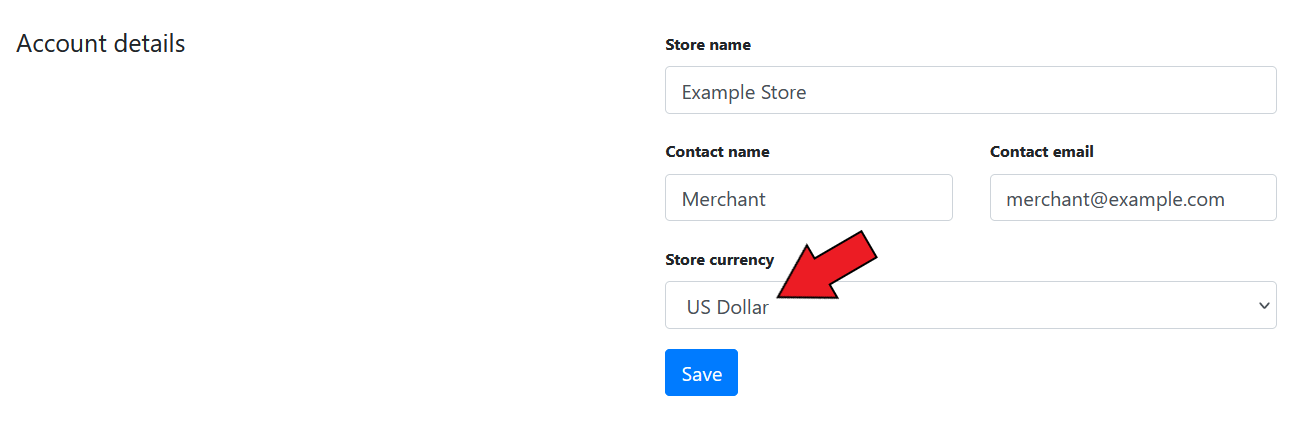 Account details
Store name
Example Store
Contact name
Contact email
Merchant
merchant@example.com
Store currency
US Dollar
Save